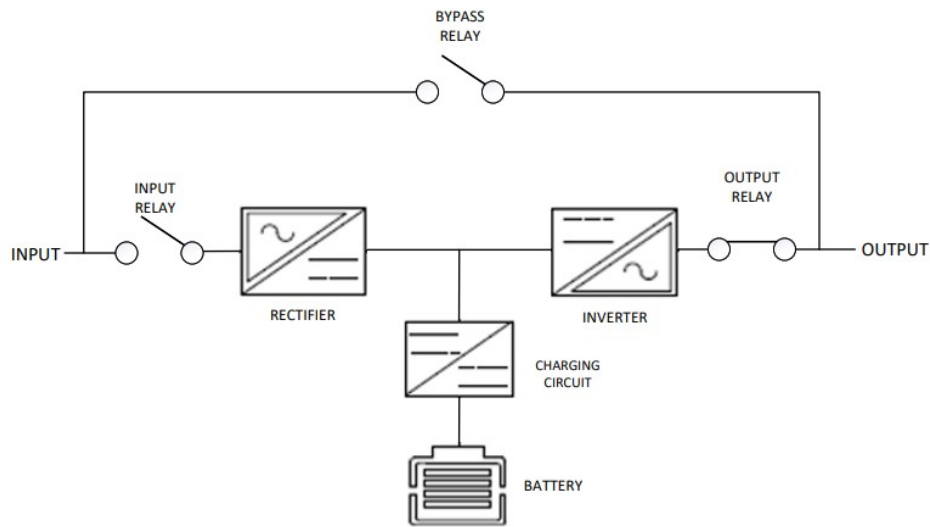 BYPASS
RELAY
INPUT
RELAY
OUTPUT
RELAY
INPUT
OUTPUT
RECTIFIER
INVERTER
CHARGING
CIRCUIT
BATTERY